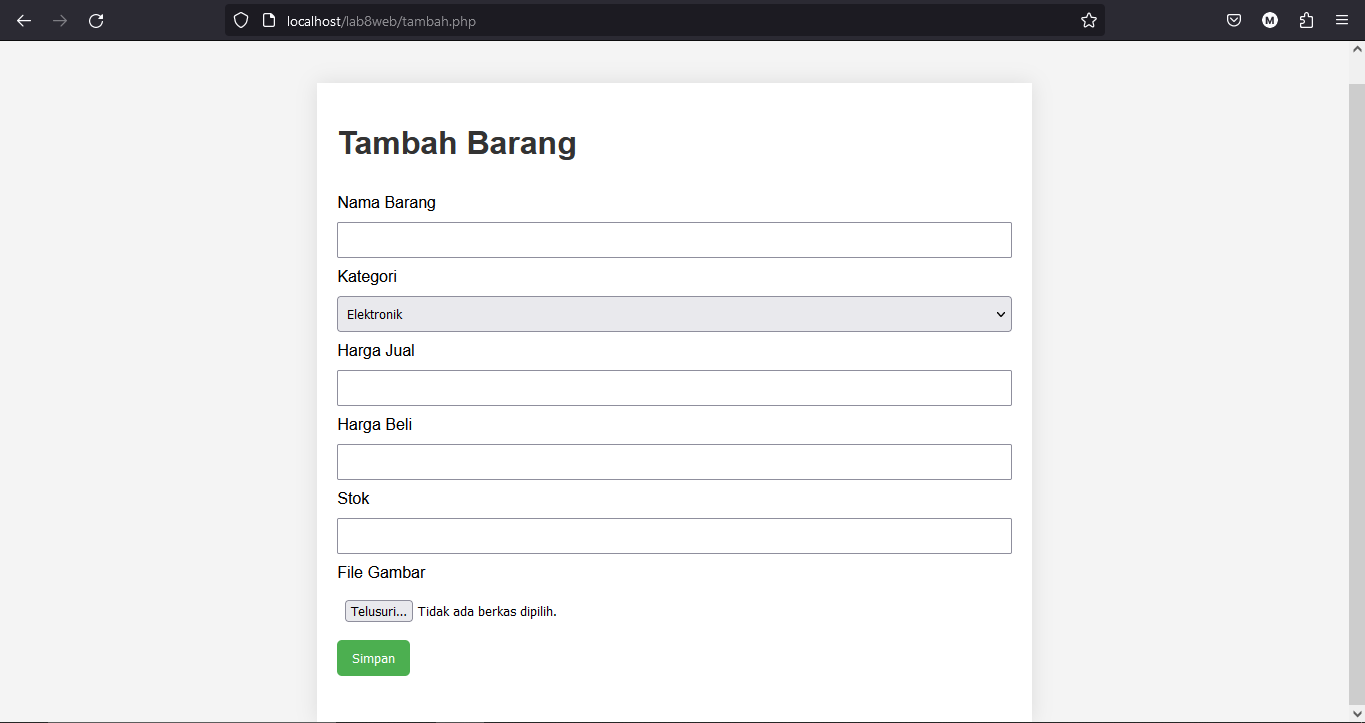 localhost/lab8web/tambah.php
M
Tambah Barang
Nama Barang
Kategori
Elektronik
Harga Jual
Harga Beli
Stok
File Gambar
Telusuri... Tidak ada berkas dipilih.
Simpan